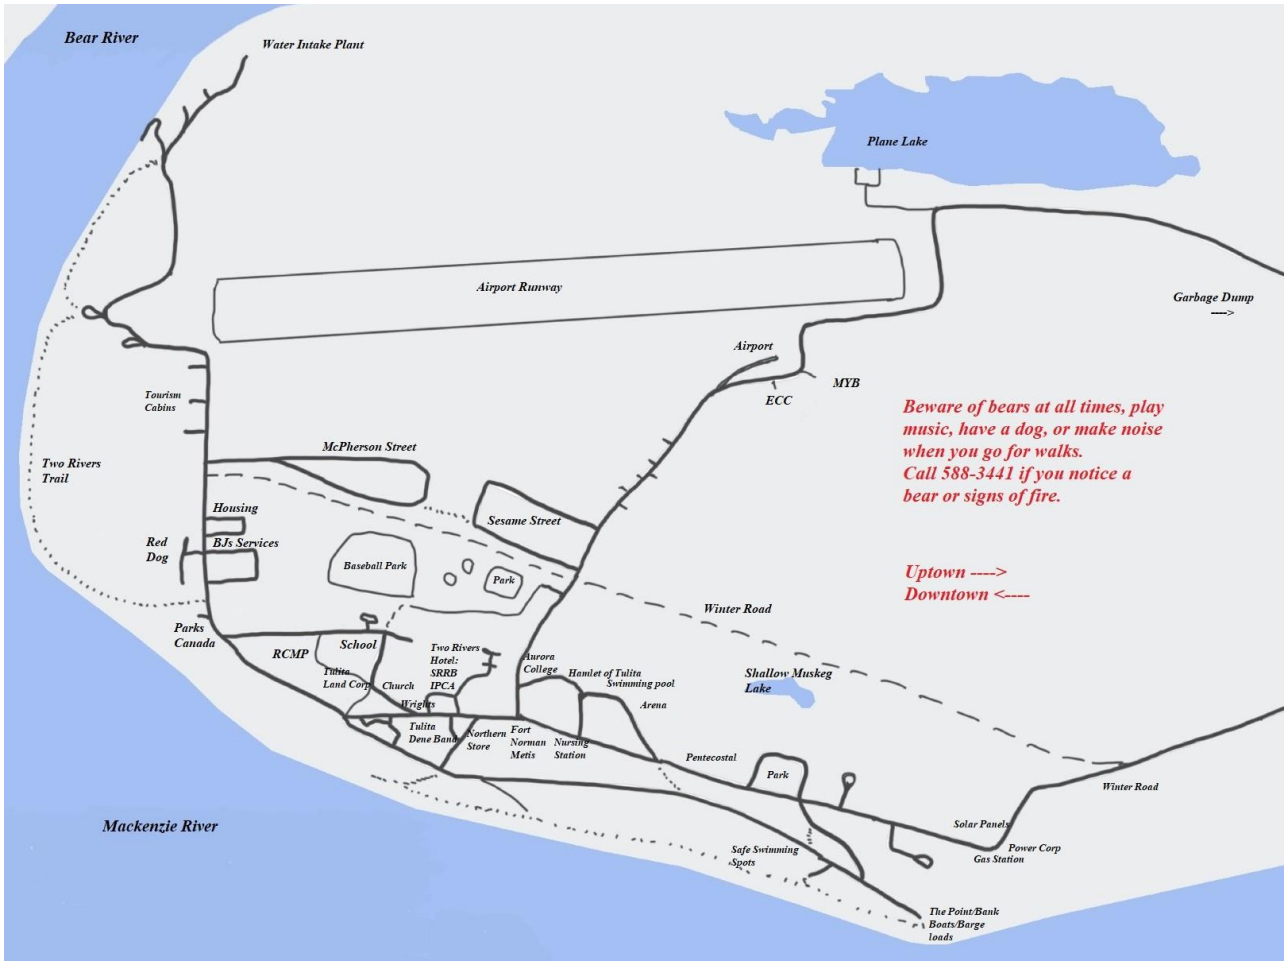 Bear River
Water Intake Plant
Plane Lake
Airport Runway
Garbage Dump
---->
Airport
MYB
ECC
Tourism
Cabins
Beware of bears at all times, play
music, have a dog, or make noise
when you go for walks.
Call 588-3441 if you notice a
bear or signs of fire.
McPherson Street
Two Rivers
Trail
Housing
Sesame Street
Red
Dog
BJs Services
Baseball Park
Park
Uptown ---->
Downtown <----
Winter Road
Parks
Canada
RCMP
School
Two Rivers
Hotel:
SRRB
IPCA
Aurora
College
Tulita
Land Corp
Church
Wrights
Hamlet of Tulita
Swimming pool
Arena
Shallow Muskeg
Lake
Tulita
Dene Band
Northern
Store
Fort
Norman
Metis
Nursing
Station
Pentecostal
Park
Winter Road
Mackenzie River
Solar Panels
Power Corp
Gas Station
Safe Swimming
Spots
The Point/Bank
Boats/Barge
loads